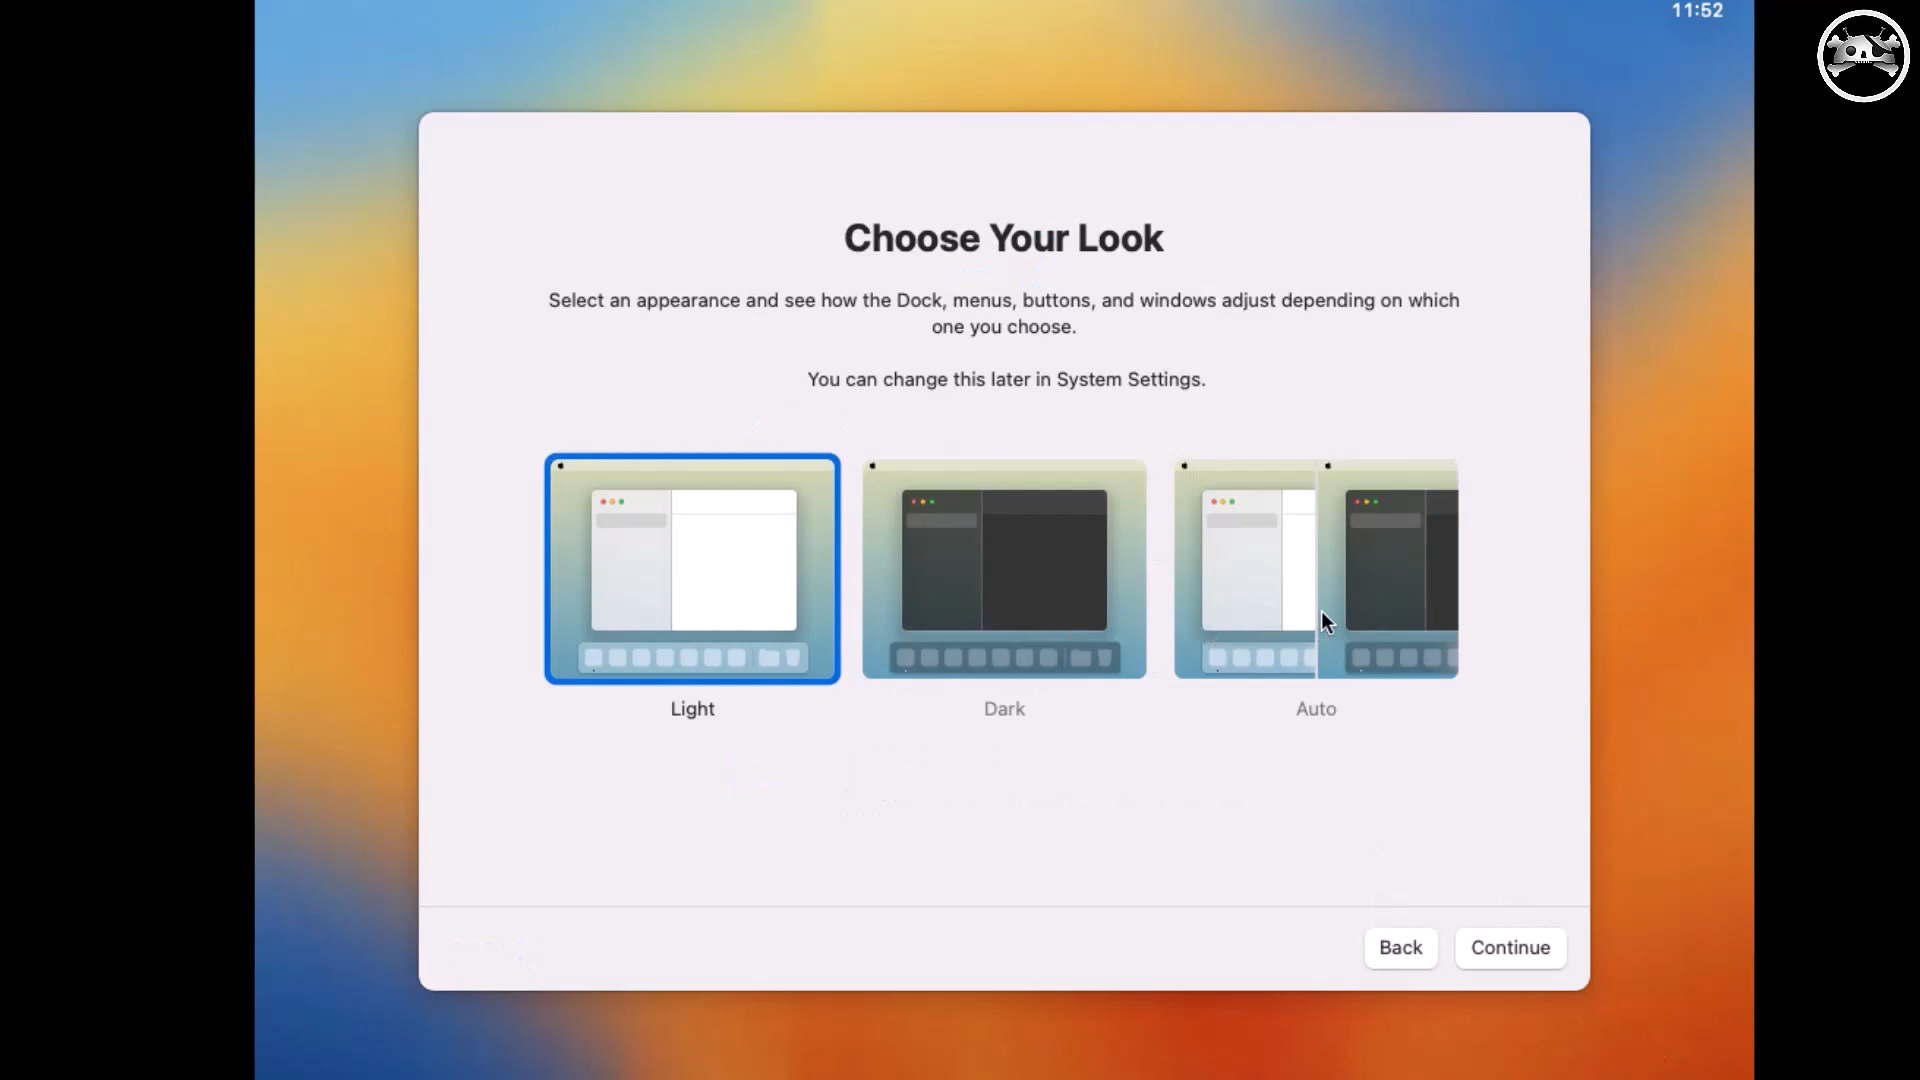 11:52
Choose Your Look
Select an appearance and see how the Dock, menus, buttons, and windows adjust depending on which
one you choose.
You can change this later in System Settings.
Light
Dark
Auto
Back
Continue